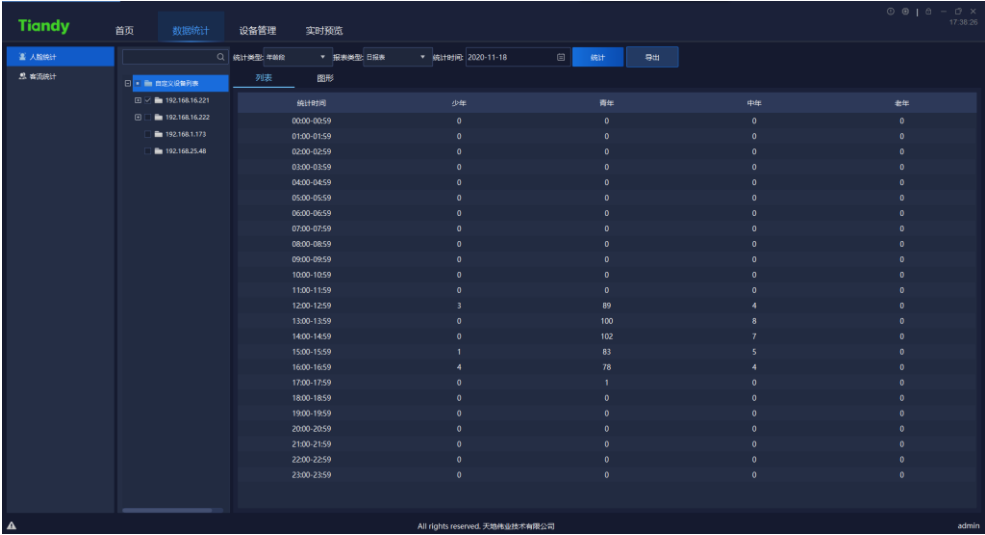 Tiandy 首页 数据统计 设备管理 实时预览
17:38:26
人脸统计
客流统计
自定义设备列表
192.168.16.221
192.168.16.222
192.168.1.173
192.168.25.48
统计类型: 年龄段 报表类型: 日报表 统计时间: 2020-11-18 统计 导出
列表 图形
统计时间 少年 青年 中年 老年
00:00-00:59 0 0 0 0
01:00-01:59 0 0 0 0
02:00-02:59 0 0 0 0
03:00-03:59 0 0 0 0
04:00-04:59 0 0 0 0
05:00-05:59 0 0 0 0
06:00-06:59 0 0 0 0
07:00-07:59 0 0 0 0
08:00-08:59 0 0 0 0
09:00-09:59 0 0 0 0
10:00-10:59 0 0 0 0
11:00-11:59 0 0 0 0
12:00-12:59 3 89 4 0
13:00-13:59 0 100 8 0
14:00-14:59 0 102 7 0
15:00-15:59 1 83 5 0
16:00-16:59 4 78 4 0
17:00-17:59 0 1 0 0
18:00-18:59 0 0 0 0
19:00-19:59 0 0 0 0
20:00-20:59 0 0 0 0
21:00-21:59 0 0 0 0
22:00-22:59 0 0 0 0
23:00-23:59 0 0 0 0
All rights reserved. 天地伟业技术有限公司
admin